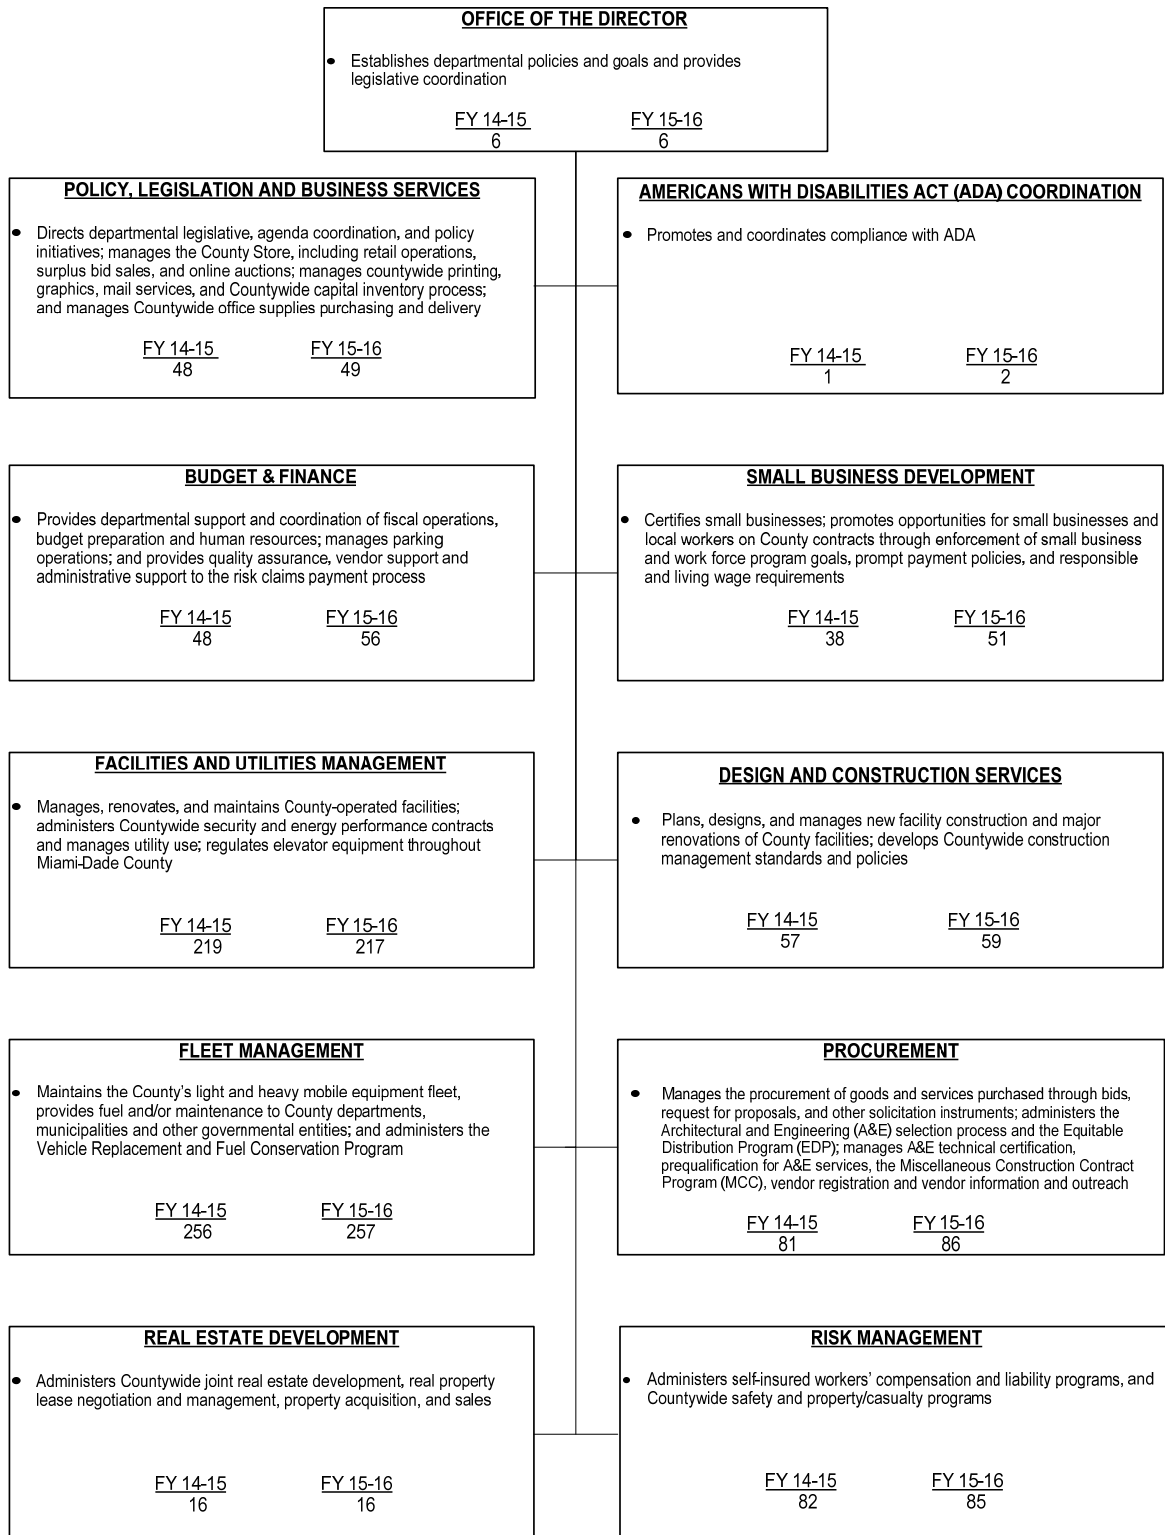 OFFICE OF THE DIRECTOR
• Establishes departmental policies and goals and provides
legislative coordination
FY 14-15 FY 15-16
6 6
POLICY, LEGISLATION AND BUSINESS SERVICES
• Directs departmental legislative, agenda coordination, and policy
initiatives; manages the County Store, including retail operations,
surplus bid sales, and online auctions; manages countywide printing,
graphics, mail services, and Countywide capital inventory process;
and manages Countywide office supplies purchasing and delivery
FY 14-15 FY 15-16
48 49
AMERICANS WITH DISABILITIES ACT (ADA) COORDINATION
• Promotes and coordinates compliance with ADA
FY 14-15 FY 15-16
1 2
BUDGET & FINANCE
• Provides departmental support and coordination of fiscal operations,
budget preparation and human resources; manages parking
operations; and provides quality assurance, vendor support and
administrative support to the risk claims payment process
FY 14-15 FY 15-16
48 56
SMALL BUSINESS DEVELOPMENT
• Certifies small businesses; promotes opportunities for small businesses and
local workers on County contracts through enforcement of small business
and work force program goals, prompt payment policies, and responsible
and living wage requirements
FY 14-15 FY 15-16
38 51
FACILITIES AND UTILITIES MANAGEMENT
• Manages, renovates, and maintains County-operated facilities;
administers Countywide security and energy performance contracts
and manages utility use; regulates elevator equipment throughout
Miami-Dade County
FY 14-15 FY 15-16
219 217
DESIGN AND CONSTRUCTION SERVICES
• Plans, designs, and manages new facility construction and major
renovations of County facilities; develops Countywide construction
management standards and policies
FY 14-15 FY 15-16
57 59
FLEET MANAGEMENT
• Maintains the County's light and heavy mobile equipment fleet,
provides fuel and/or maintenance to County departments,
municipalities and other governmental entities; and administers the
Vehicle Replacement and Fuel Conservation Program
FY 14-15 FY 15-16
256 257
PROCUREMENT
• Manages the procurement of goods and services purchased through bids,
request for proposals, and other solicitation instruments; administers the
Architectural and Engineering (A&E) selection process and the Equitable
Distribution Program (EDP); manages A&E technical certification,
prequalification for A&E services, the Miscellaneous Construction Contract
Program (MCC), vendor registration and vendor information and outreach
FY 14-15 FY 15-16
81 86
REAL ESTATE DEVELOPMENT
• Administers Countywide joint real estate development, real property
lease negotiation and management, property acquisition, and sales
FY 14-15 FY 15-16
16 16
RISK MANAGEMENT
• Administers self-insured workers' compensation and liability programs, and
Countywide safety and property/casualty programs
FY 14-15 FY 15-16
82 85